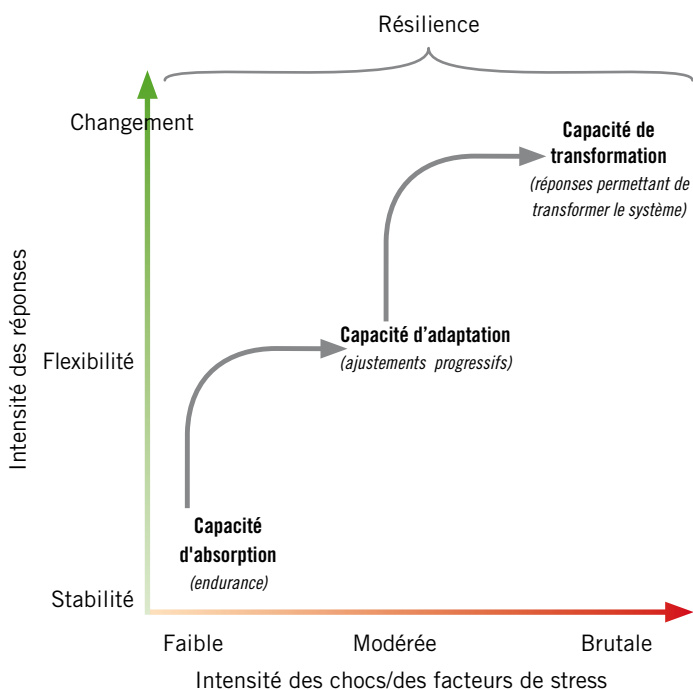 Résilience
Changement
Capacité de
transformation
(réponses permettant de
transformer le système)
Intensité des réponses
Capacité d’adaptation
(ajustements progressifs)
Flexibilité
Capacité
d'absorption
(endurance)
Stabilité
Faible
Modérée
Brutale
Intensité des chocs/des facteurs de stress